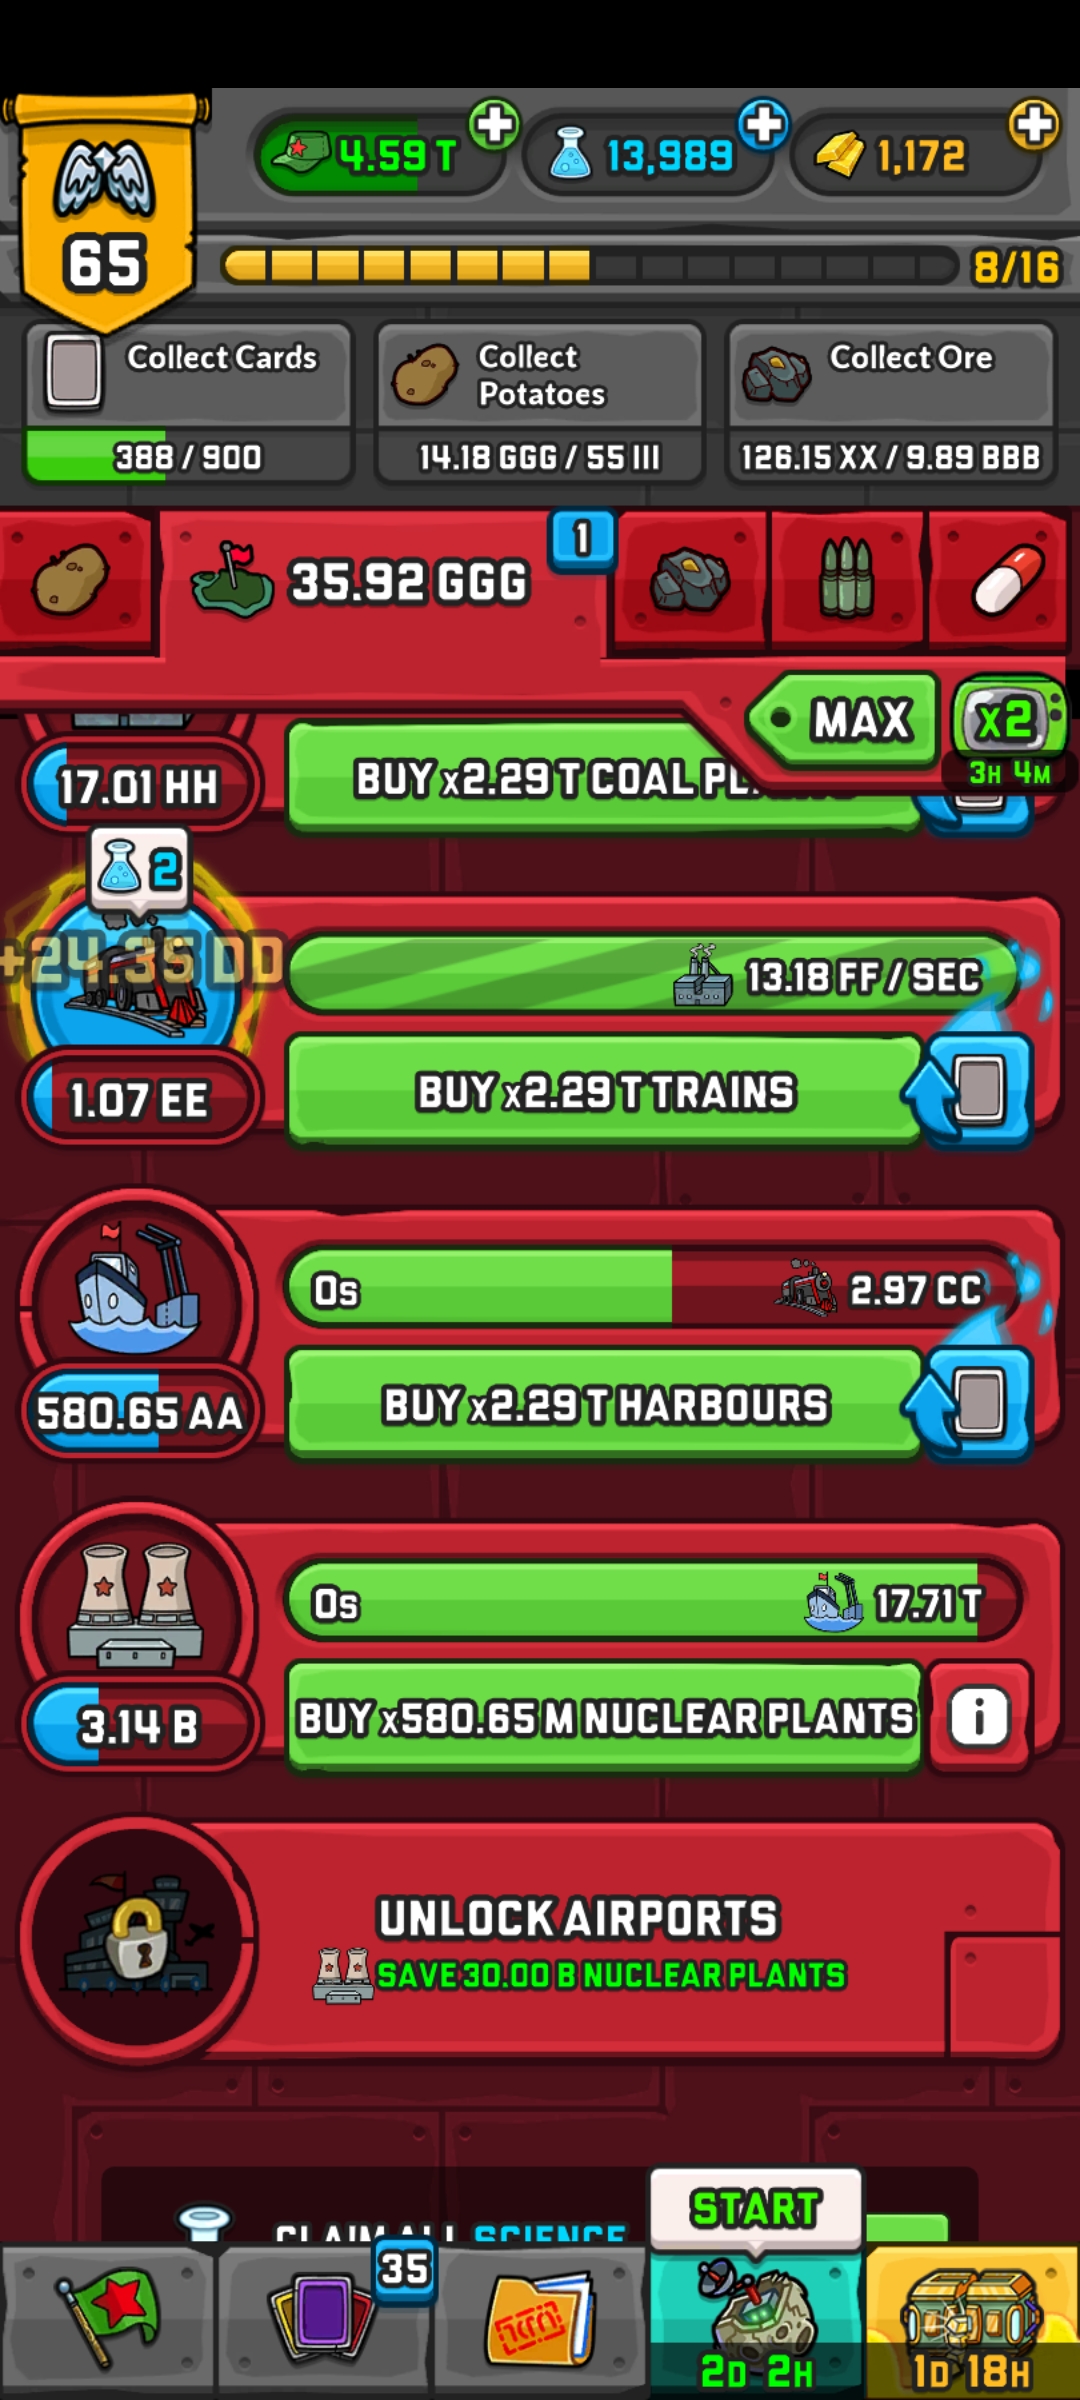 4.59 T
13,989
1,172
65
8/16
Collect Cards
388 / 900
Collect
Potatoes
14.18 GGG / 55 III
Collect Ore
126.15 XX / 9.89 BBB
35.92 GGG
1
MAX
x2
3H 4M
17.01 HH
BUY x2.29 T COAL PL
2
+24.35 DD
13.18 FF / SEC
1.07 EE
BUY x2.29 T TRAINS
0s
2.97 CC
580.65 AA
BUY x2.29 T HARBOURS
0s
17.71 T
3.14 B
BUY x580.65 M NUCLEAR PLANTS
i
UNLOCK AIRPORTS
SAVE 30.00 B NUCLEAR PLANTS
CLAIM ALL SCIENCE
START
35
2D 2H
1D 18H